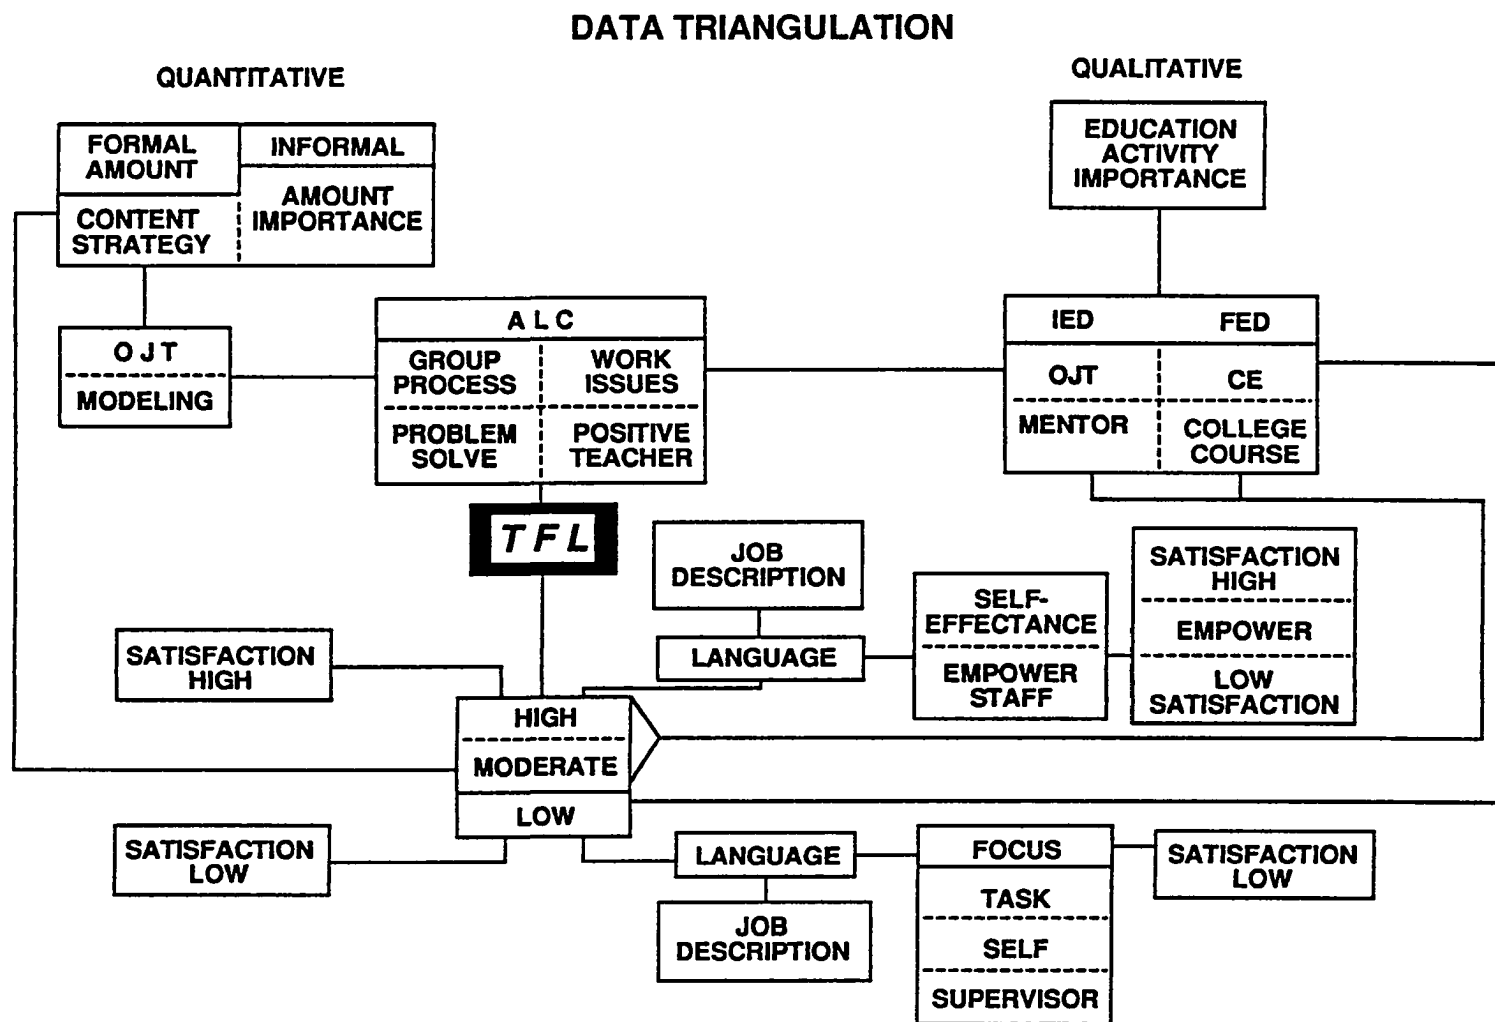 DATA TRIANGULATION
QUANTITATIVE
QUALITATIVE
FORMAL
AMOUNT
INFORMAL
AMOUNT
IMPORTANCE
CONTENT
STRATEGY
EDUCATION
ACTIVITY
IMPORTANCE
O J T
MODELING
A L C
GROUP
PROCESS
WORK
ISSUES
PROBLEM
SOLVE
POSITIVE
TEACHER
IED
FED
OJT
CE
MENTOR
COLLEGE
COURSE
T F L
JOB
DESCRIPTION
LANGUAGE
SELF-
EFFECTANCE
EMPOWER
STAFF
SATISFACTION
HIGH
EMPOWER
LOW
SATISFACTION
SATISFACTION
HIGH
HIGH
MODERATE
LOW
SATISFACTION
LOW
LANGUAGE
JOB
DESCRIPTION
FOCUS
TASK
SELF
SUPERVISOR
SATISFACTION
LOW